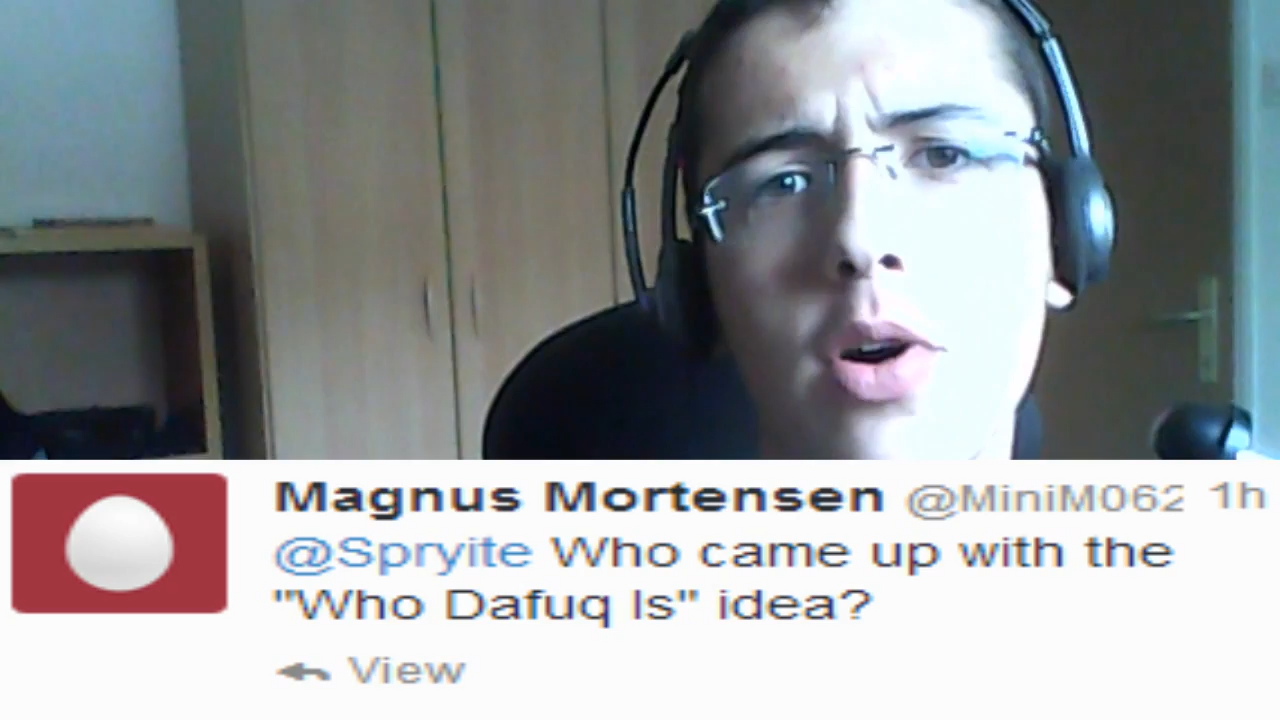 Magnus Mortensen @MiniM062 1h
@Spryite Who came up with the
"Who Dafuq Is" idea?
View